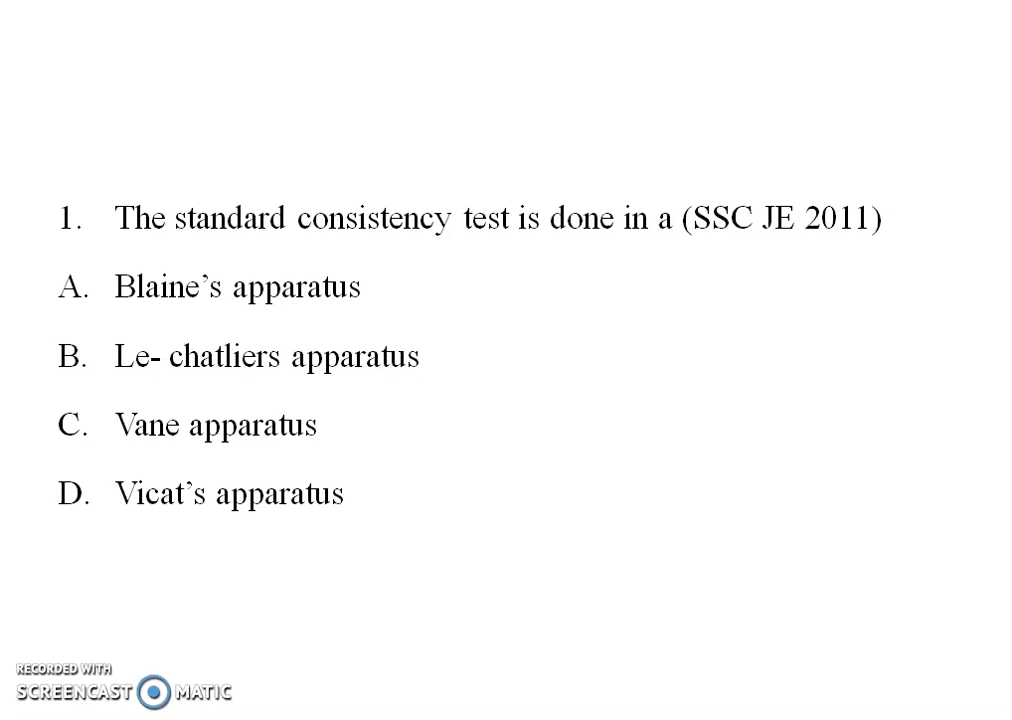 1. The standard consistency test is done in a (SSC JE 2011)
A. Blaine’s apparatus
B. Le- chatliers apparatus
C. Vane apparatus
D. Vicat’s apparatus
RECORDED WITH
SCREENCAST MATIC